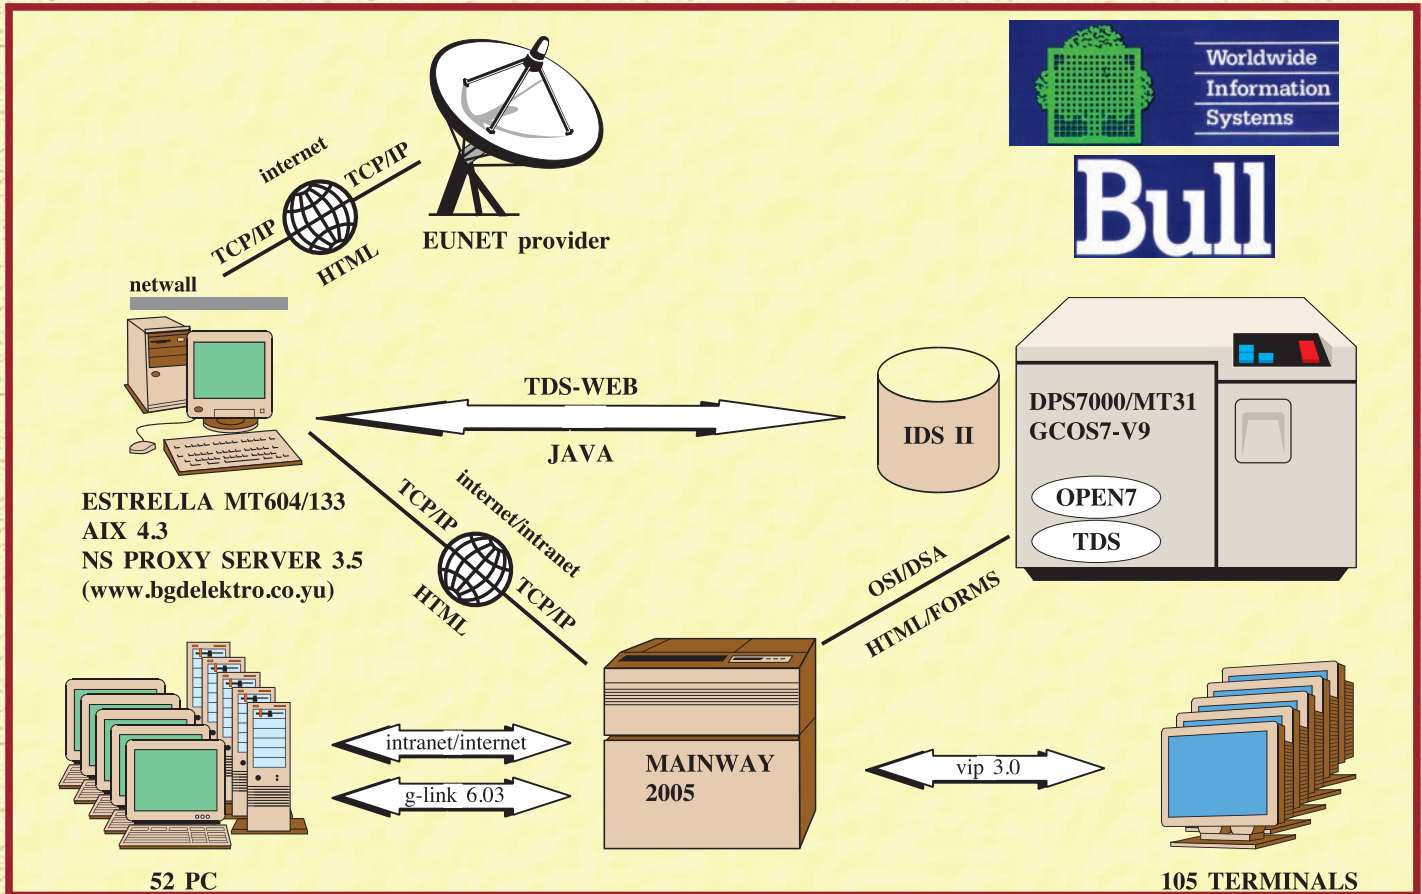 Worldwide
Information
Systems
Bull
internet
TCP/IP
TCP/IP
HTML
EUNET provider
netwall
TDS-WEB
JAVA
IDS II
DPS7000/MT31
GCOS7-V9
OPEN7
TDS
ESTRELLA MT604/133
AIX 4.3
NS PROXY SERVER 3.5
(www.bgdelektro.co.yu)
TCP/IP
internet/intranet
HTML
TCP/IP
OSI/DSA
HTML/FORMS
intranet/internet
g-link 6.03
MAINWAY
2005
vip 3.0
52 PC
105 TERMINALS